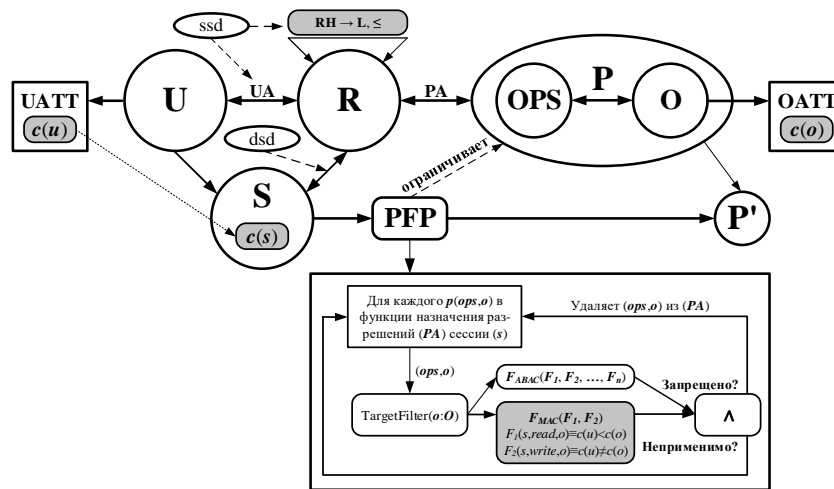 ssd
RH → L, ≤
UATT
c(u)
U
UA
R
PA
OPS
P
O
OATT
c(o)
dsd
S
c(s)
ограничивает
PFP
P'
Для каждого p(ops,o) в
функции назначения раз-
решений (PA) сессии (s)
Удаляет (ops,o) из (PA)
(ops,o)
TargetFilter(o:O)
F_ABAC(F_1, F_2, …, F_n)
Запрещено?
F_MAC(F_1, F_2)
F_1(s,read,o)≡c(u)<c(o)
F_2(s,write,o)≡c(u)≠c(o)
∧
Неприменимо?